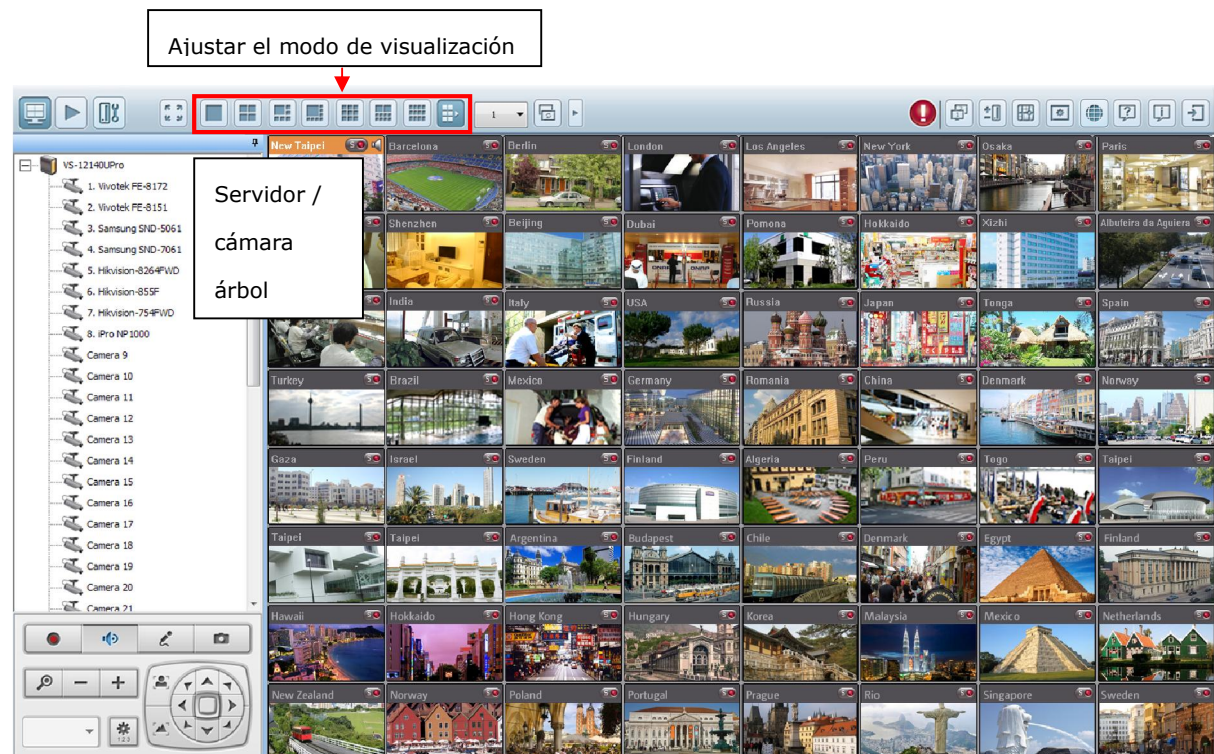 Ajustar el modo de visualización
1
New Taipei
Barcelona
Berlin
London
Los Angeles
New York
Osaka
Paris
VS-12140UPro
1. Vivotek FE-8172
2. Vivotek FE-8151
3. Samsung SND-5061
4. Samsung SND-7061
5. Hikvision-8264FWD
6. Hikvision-855F
7. Hikvision-754FWD
8. iPro NP1000
Camera 9
Camera 10
Camera 11
Camera 12
Camera 13
Camera 14
Camera 15
Camera 16
Camera 17
Camera 18
Camera 19
Camera 20
Camera 21
Servidor /
cámara
árbol
Shenzhen
Beijing
Dubai
Pomona
Hokkaido
Xizhi
Albufeira da Aguiera
India
Italy
USA
Russia
Japan
Tonga
Spain
Turkey
Brazil
Mexico
Germany
Romania
China
Denmark
Norway
Gaza
Israel
Sweden
Finland
Algeria
Peru
Togo
Taipei
Taipei
Taipei
Argentina
Budapest
Chile
Denmark
Egypt
Finland
Hawaii
Hokkaido
Hong Kong
Hungary
Korea
Malaysia
Mexico
Netherlands
New Zealand
Norway
Poland
Portugal
Prague
Rio
Singapore
Sweden
123